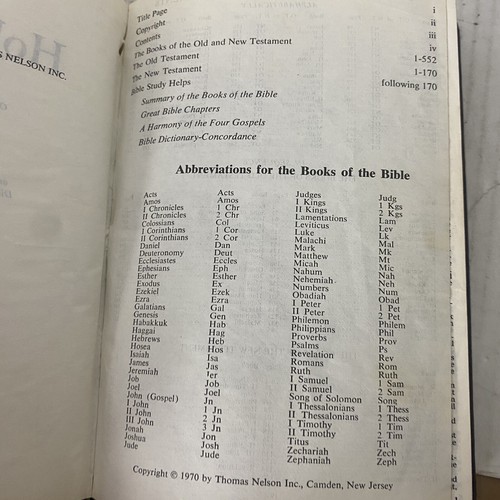 S NELSON INC.
Title Page i
Copyright ii
Contents iii
The Books of the Old and New Testament iv
The Old Testament 1-552
The New Testament 1-170
Bible Study Helps following 170
Summary of the Books of the Bible
Great Bible Chapters
A Harmony of the Four Gospels
Bible Dictionary-Concordance
Abbreviations for the Books of the Bible
Acts Acts
Amos Amos
I Chronicles 1 Chr
II Chronicles 2 Chr
Colossians Col
I Corinthians 1 Cor
II Corinthians 2 Cor
Daniel Dan
Deuteronomy Deut
Ecclesiastes Eccles
Ephesians Eph
Esther Esther
Exodus Ex
Ezekiel Ezek
Ezra Ezra
Galatians Gal
Genesis Gen
Habakkuk Hab
Haggai Hag
Hebrews Heb
Hosea Hos
Isaiah Isa
James Jas
Jeremiah Jer
Job Job
Joel Joel
John (Gospel) Jn
I John 1 Jn
II John 2 Jn
III John 3 Jn
Jonah Jon
Joshua Josh
Jude Jude
Judges Judg
I Kings 1 Kgs
II Kings 2 Kgs
Lamentations Lam
Leviticus Lev
Luke Lk
Malachi Mal
Mark Mk
Matthew Mt
Micah Mic
Nahum Nah
Nehemiah Neh
Numbers Num
Obadiah Obad
I Peter 1 Pet
II Peter 2 Pet
Philemon Philem
Philippians Phil
Proverbs Prov
Psalms Ps
Revelation Rev
Romans Rom
Ruth Ruth
I Samuel 1 Sam
II Samuel 2 Sam
Song of Solomon Song
I Thessalonians 1 Thess
II Thessalonians 2 Thess
I Timothy 1 Tim
II Timothy 2 Tim
Titus Tit
Zechariah Zech
Zephaniah Zeph
Copyright © 1970 by Thomas Nelson Inc., Camden, New Jersey